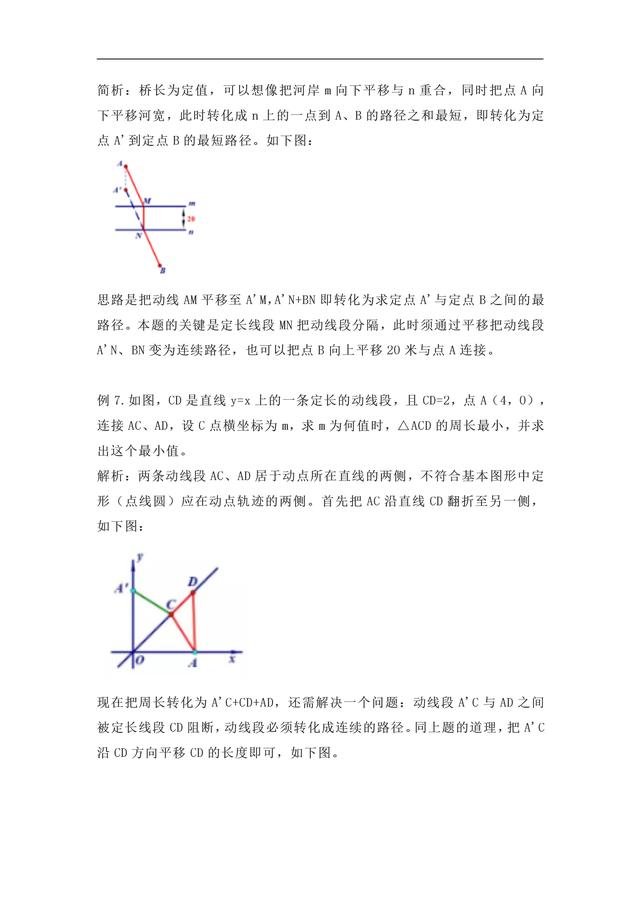 简析：桥长为定值，可以想像把河岸 m 向下平移与 n 重合，同时把点 A 向
下平移河宽，此时转化成 n 上的一点到 A、B 的路径之和最短，即转化为定
点 A'到定点 B 的最短路径。如下图：
A
A'
M
m
20
N
n
B
思路是把动线 AM 平移至 A'M,A'N+BN 即转化为求定点 A'与定点 B 之间的最
路径。本题的关键是定长线段 MN 把动线段分隔，此时须通过平移把动线段
A'N、BN 变为连续路径，也可以把点 B 向上平移 20 米与点 A 连接。
例 7.如图，CD 是直线 y=x 上的一条定长的动线段，且 CD=2，点 A（4，0），
连接 AC、AD，设 C 点横坐标为 m，求 m 为何值时，△ACD 的周长最小，并求
出这个最小值。
解析：两条动线段 AC、AD 居于动点所在直线的两侧，不符合基本图形中定
形（点线圆）应在动点轨迹的两侧。首先把 AC 沿直线 CD 翻折至另一侧，
如下图：
y
A'
C
D
O
A
x
现在把周长转化为 A'C+CD+AD，还需解决一个问题：动线段 A'C 与 AD 之间
被定长线段 CD 阻断，动线段必须转化成连续的路径。同上题的道理，把 A'C
沿 CD 方向平移 CD 的长度即可，如下图。